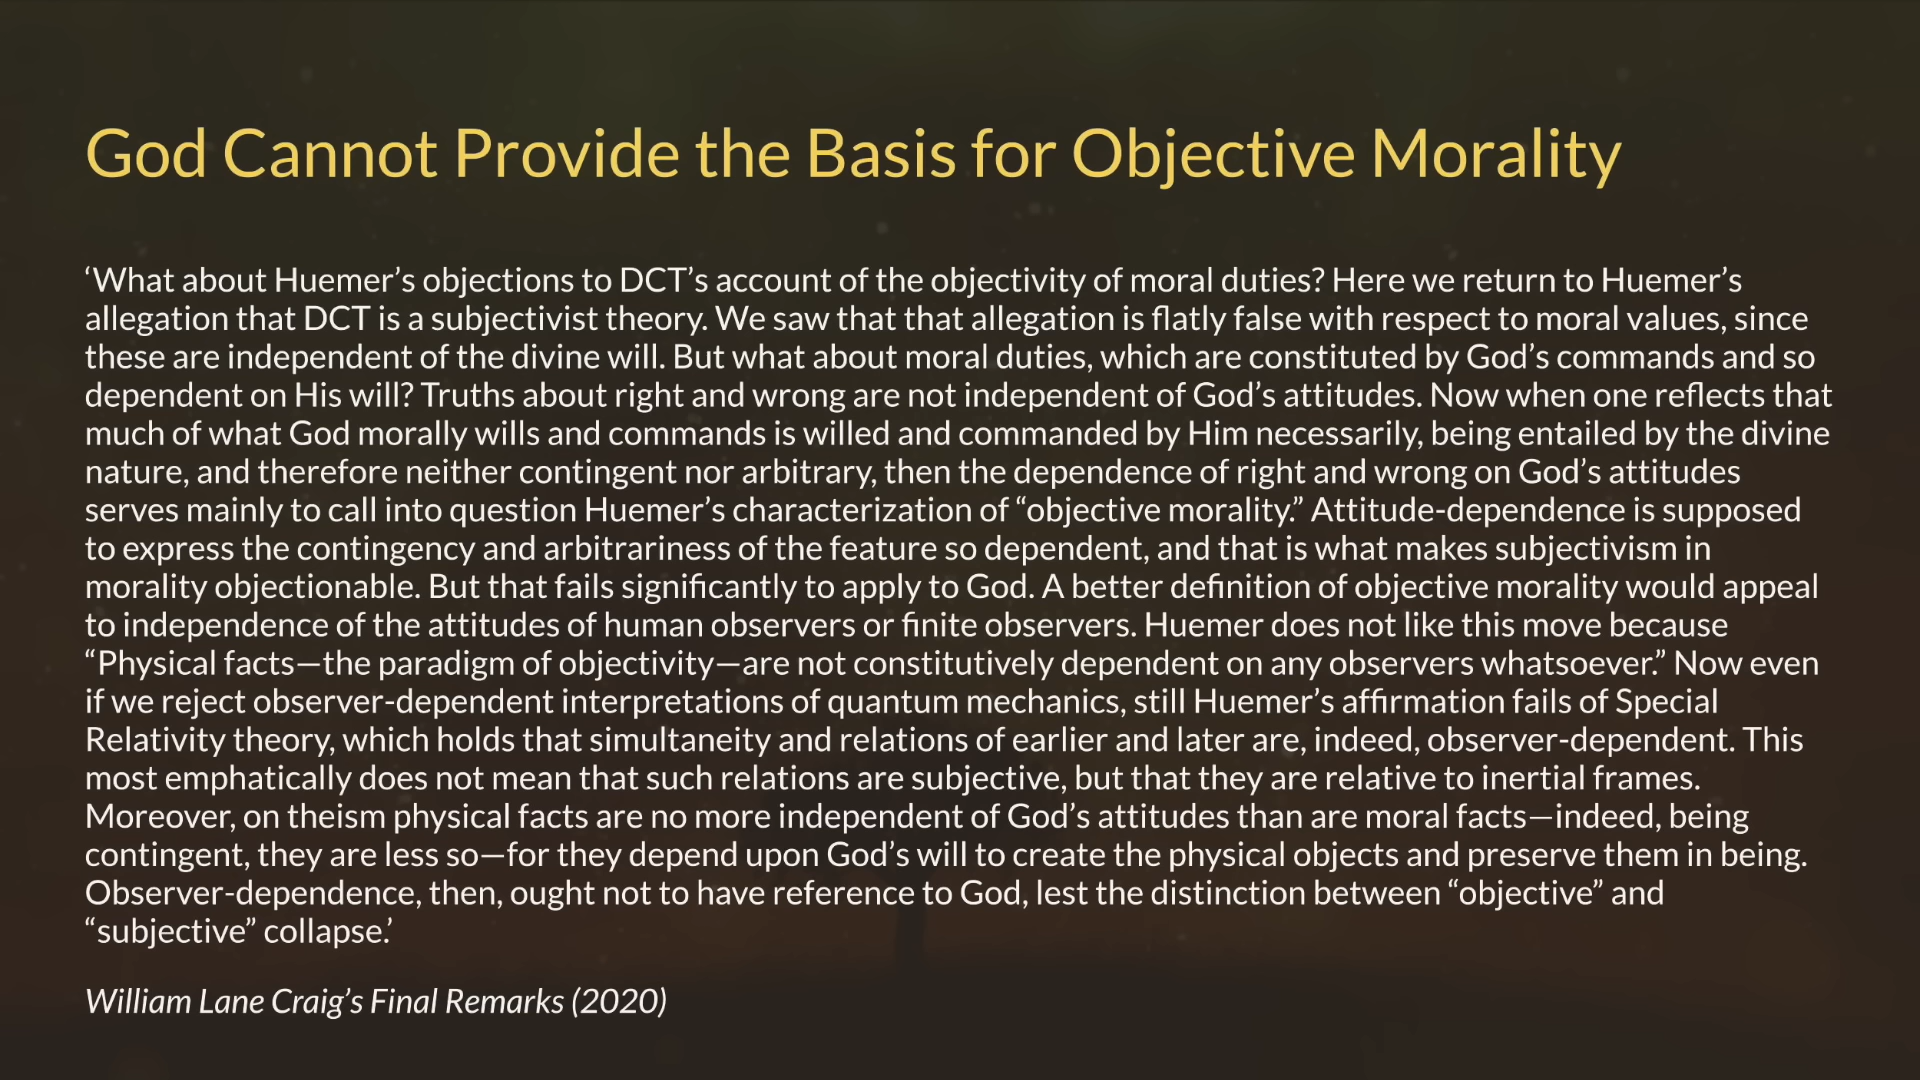 God Cannot Provide the Basis for Objective Morality
‘What about Huemer’s objections to DCT’s account of the objectivity of moral duties? Here we return to Huemer’s
allegation that DCT is a subjectivist theory. We saw that that allegation is flatly false with respect to moral values, since
these are independent of the divine will. But what about moral duties, which are constituted by God’s commands and so
dependent on His will? Truths about right and wrong are not independent of God’s attitudes. Now when one reflects that
much of what God morally wills and commands is willed and commanded by Him necessarily, being entailed by the divine
nature, and therefore neither contingent nor arbitrary, then the dependence of right and wrong on God’s attitudes
serves mainly to call into question Huemer’s characterization of “objective morality.” Attitude-dependence is supposed
to express the contingency and arbitrariness of the feature so dependent, and that is what makes subjectivism in
morality objectionable. But that fails significantly to apply to God. A better definition of objective morality would appeal
to independence of the attitudes of human observers or finite observers. Huemer does not like this move because
“Physical facts—the paradigm of objectivity—are not constitutively dependent on any observers whatsoever.” Now even
if we reject observer-dependent interpretations of quantum mechanics, still Huemer’s affirmation fails of Special
Relativity theory, which holds that simultaneity and relations of earlier and later are, indeed, observer-dependent. This
most emphatically does not mean that such relations are subjective, but that they are relative to inertial frames.
Moreover, on theism physical facts are no more independent of God’s attitudes than are moral facts—indeed, being
contingent, they are less so—for they depend upon God’s will to create the physical objects and preserve them in being.
Observer-dependence, then, ought not to have reference to God, lest the distinction between “objective” and
“subjective” collapse.’
William Lane Craig’s Final Remarks (2020)